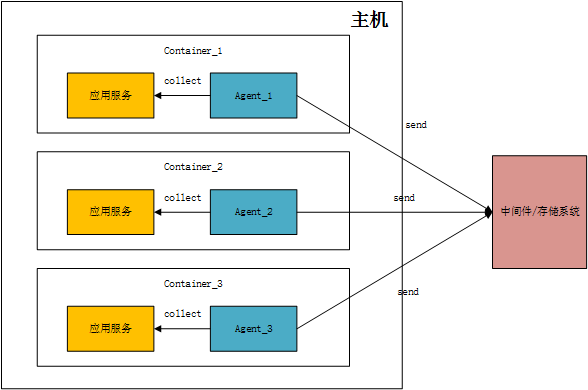 主机
Container_1
collect
应用服务
Agent_1
send
Container_2
collect
应用服务
Agent_2
send
中间件/存储系统
Container_3
send
collect
应用服务
Agent_3